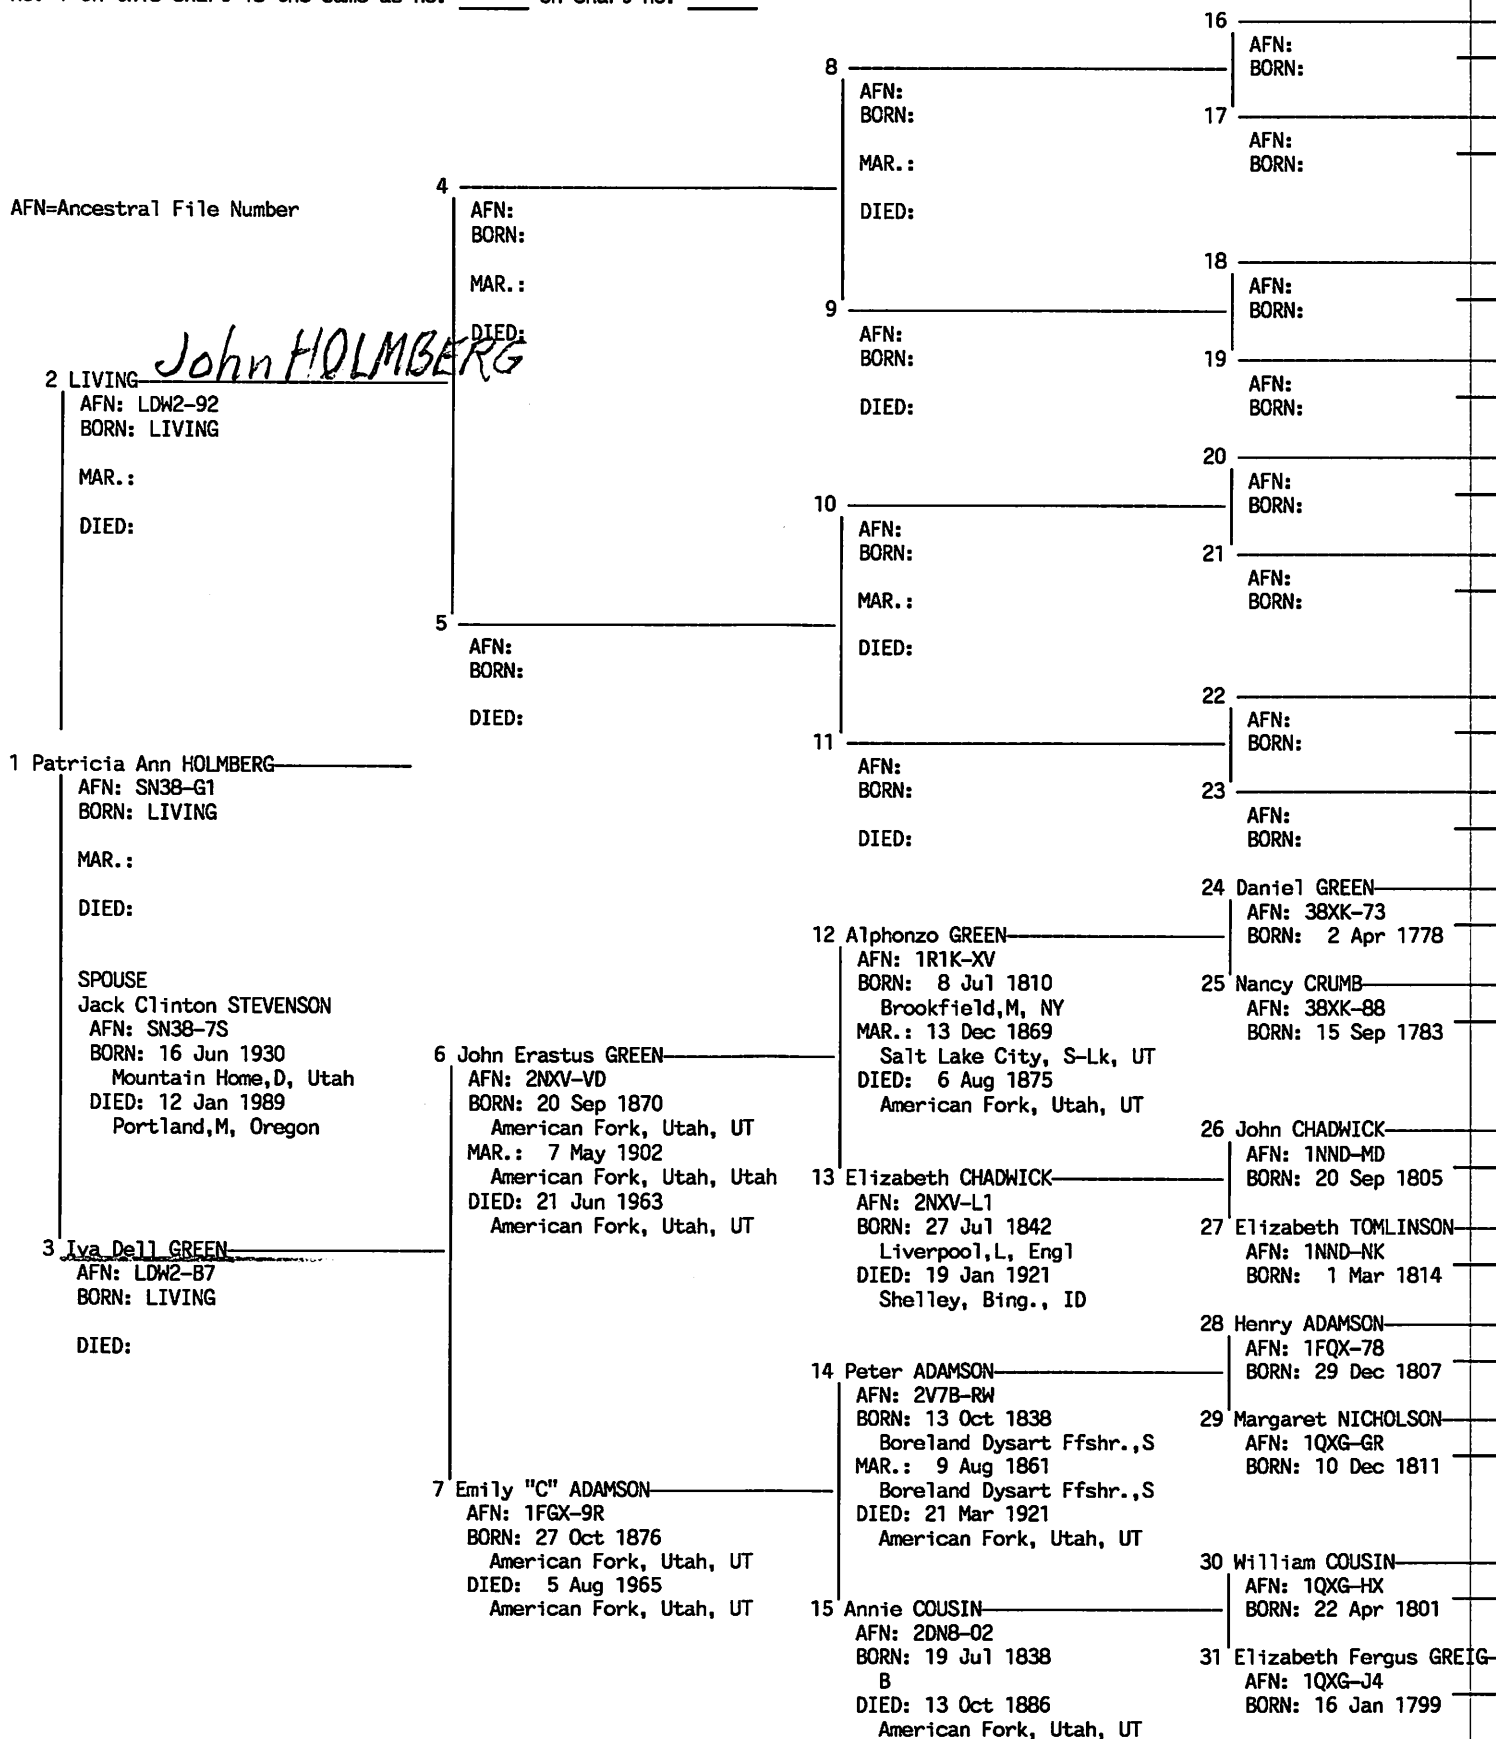 AFN=Ancestral File Number
1 Patricia Ann HOLMBERG
AFN: SN38-G1
BORN: LIVING
MAR.:
DIED:
SPOUSE
Jack Clinton STEVENSON
AFN: SN38-7S
BORN: 16 Jun 1930
Mountain Home,D, Utah
DIED: 12 Jan 1989
Portland,M, Oregon
2 LIVING John HOLMBERG
AFN: LDW2-92
BORN: LIVING
MAR.:
DIED:
3 Iva Dell GREEN
AFN: LDW2-B7
BORN: LIVING
DIED:
4
AFN:
BORN:
MAR.:
DIED:
5
AFN:
BORN:
DIED:
6 John Erastus GREEN
AFN: 2NXV-VD
BORN: 20 Sep 1870
American Fork, Utah, UT
MAR.: 7 May 1902
American Fork, Utah, Utah
DIED: 21 Jun 1963
American Fork, Utah, UT
7 Emily "C" ADAMSON
AFN: 1FGX-9R
BORN: 27 Oct 1876
American Fork, Utah, UT
DIED: 5 Aug 1965
American Fork, Utah, UT
8
AFN:
BORN:
MAR.:
DIED:
9
AFN:
BORN:
DIED:
10
AFN:
BORN:
MAR.:
DIED:
11
AFN:
BORN:
DIED:
12 Alphonzo GREEN
AFN: 1R1K-XV
BORN: 8 Jul 1810
Brookfield,M, NY
MAR.: 13 Dec 1869
Salt Lake City, S-Lk, UT
DIED: 6 Aug 1875
American Fork, Utah, UT
13 Elizabeth CHADWICK
AFN: 2NXV-L1
BORN: 27 Jul 1842
Liverpool,L, Engl
DIED: 19 Jan 1921
Shelley, Bing., ID
14 Peter ADAMSON
AFN: 2V7B-RW
BORN: 13 Oct 1838
Boreland Dysart Ffshr.,S
MAR.: 9 Aug 1861
Boreland Dysart Ffshr.,S
DIED: 21 Mar 1921
American Fork, Utah, UT
15 Annie COUSIN
AFN: 2DN8-02
BORN: 19 Jul 1838
B
DIED: 13 Oct 1886
American Fork, Utah, UT
16
AFN:
BORN:
17
AFN:
BORN:
18
AFN:
BORN:
19
AFN:
BORN:
20
AFN:
BORN:
21
AFN:
BORN:
22
AFN:
BORN:
23
AFN:
BORN:
24 Daniel GREEN
AFN: 38XK-73
BORN: 2 Apr 1778
25 Nancy CRUMB
AFN: 38XK-88
BORN: 15 Sep 1783
26 John CHADWICK
AFN: 1NND-MD
BORN: 20 Sep 1805
27 Elizabeth TOMLINSON
AFN: 1NND-NK
BORN: 1 Mar 1814
28 Henry ADAMSON
AFN: 1FQX-78
BORN: 29 Dec 1807
29 Margaret NICHOLSON
AFN: 1QXG-GR
BORN: 10 Dec 1811
30 William COUSIN
AFN: 1QXG-HX
BORN: 22 Apr 1801
31 Elizabeth Fergus GREIG
AFN: 1QXG-J4
BORN: 16 Jan 1799